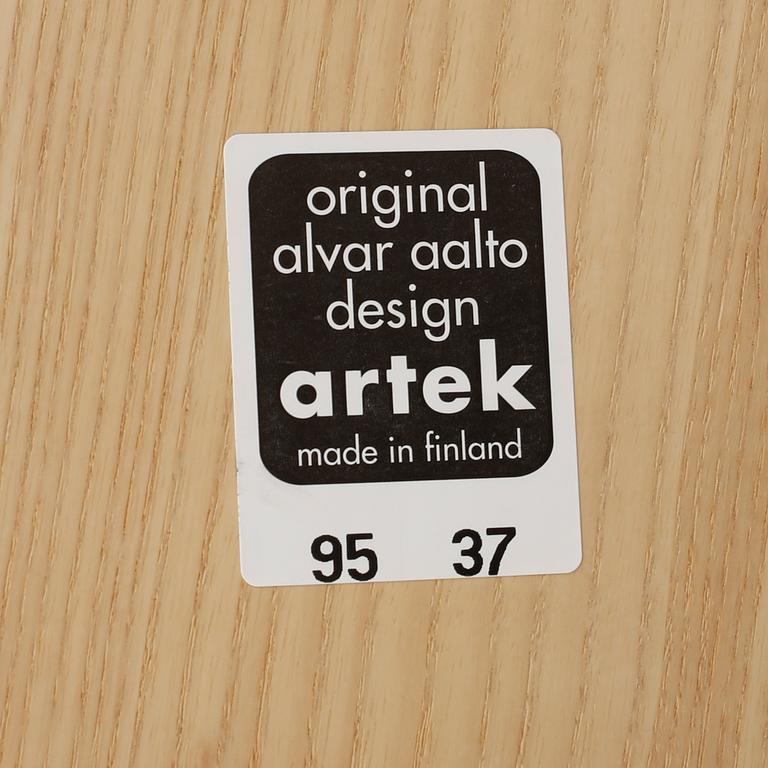 original
alvar aalto
design
artek
made in finland
95 37